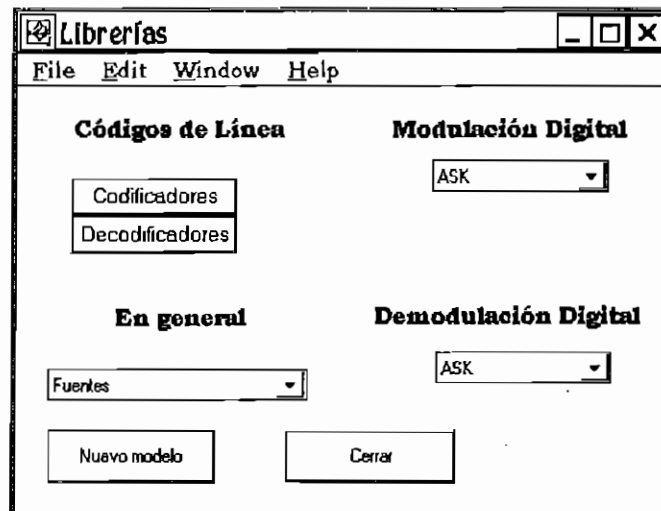 Librerías
File Edit Window Help
Códigos de Línea
Modulación Digital
ASK
Codificadores
Decodificadores
En general
Demodulación Digital
Fuentes
ASK
Nuevo modelo
Cerrar